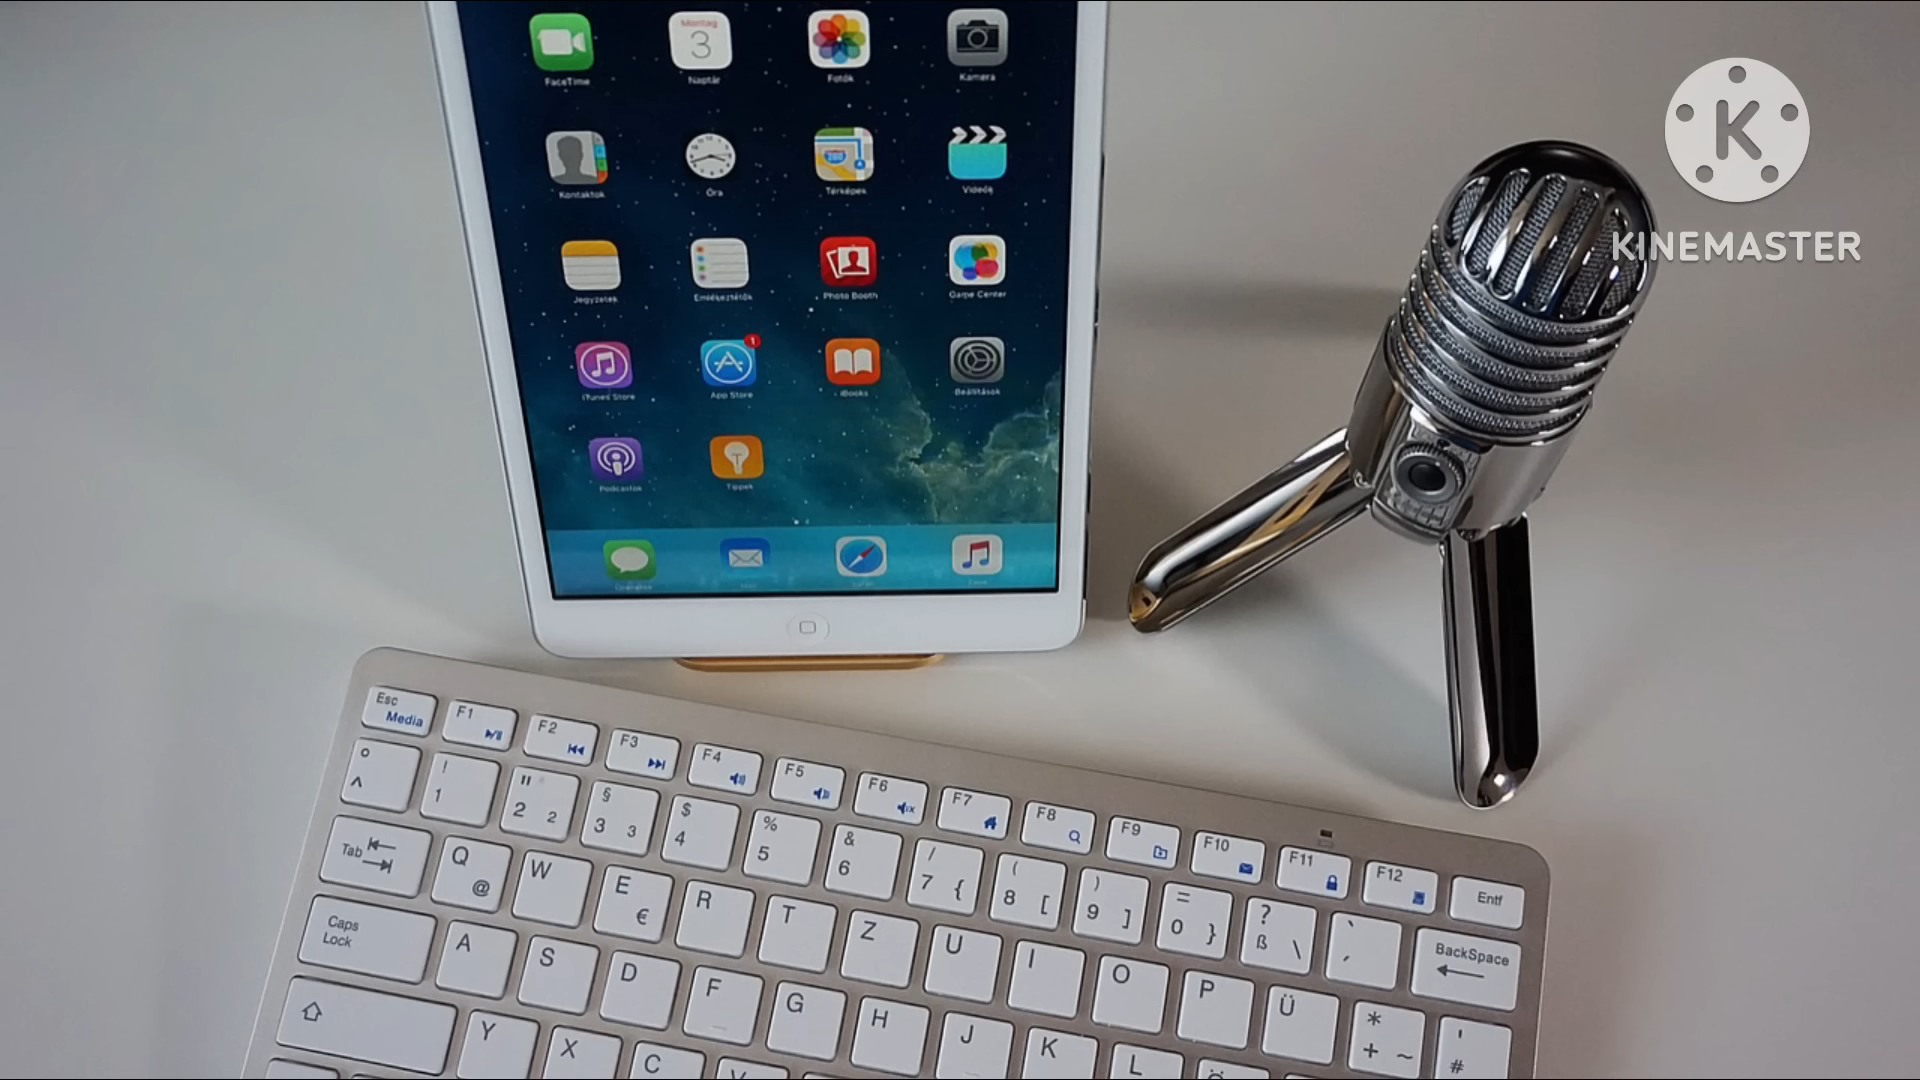 K
KINEMASTER
FaceTime
Montag
3
Naptár
Fotók
Kamera
Kontaktok
Óra
280
Térképek
Videók
Jegyzetek
Emlékeztetők
Photo Booth
Game Center
iTunes Store
1
App Store
iBooks
Beállítások
Podcastok
Tippek
Esc Media
F1
F2
F3
F4
F5
F6
F7
F8
F9
F10
F11
F12
Entf
° ^
! 1
" 2 2
§ 3 3
$ 4
% 5
& 6
/ 7 {
( 8 [
) 9 ]
= 0 }
? ß \
` ´
BackSpace
Tab
Q @
W
E €
R
T
Z
U
I
O
P
Ü
* + ~
' #
Caps Lock
A
S
D
F
G
H
J
K
L
Y
X
C